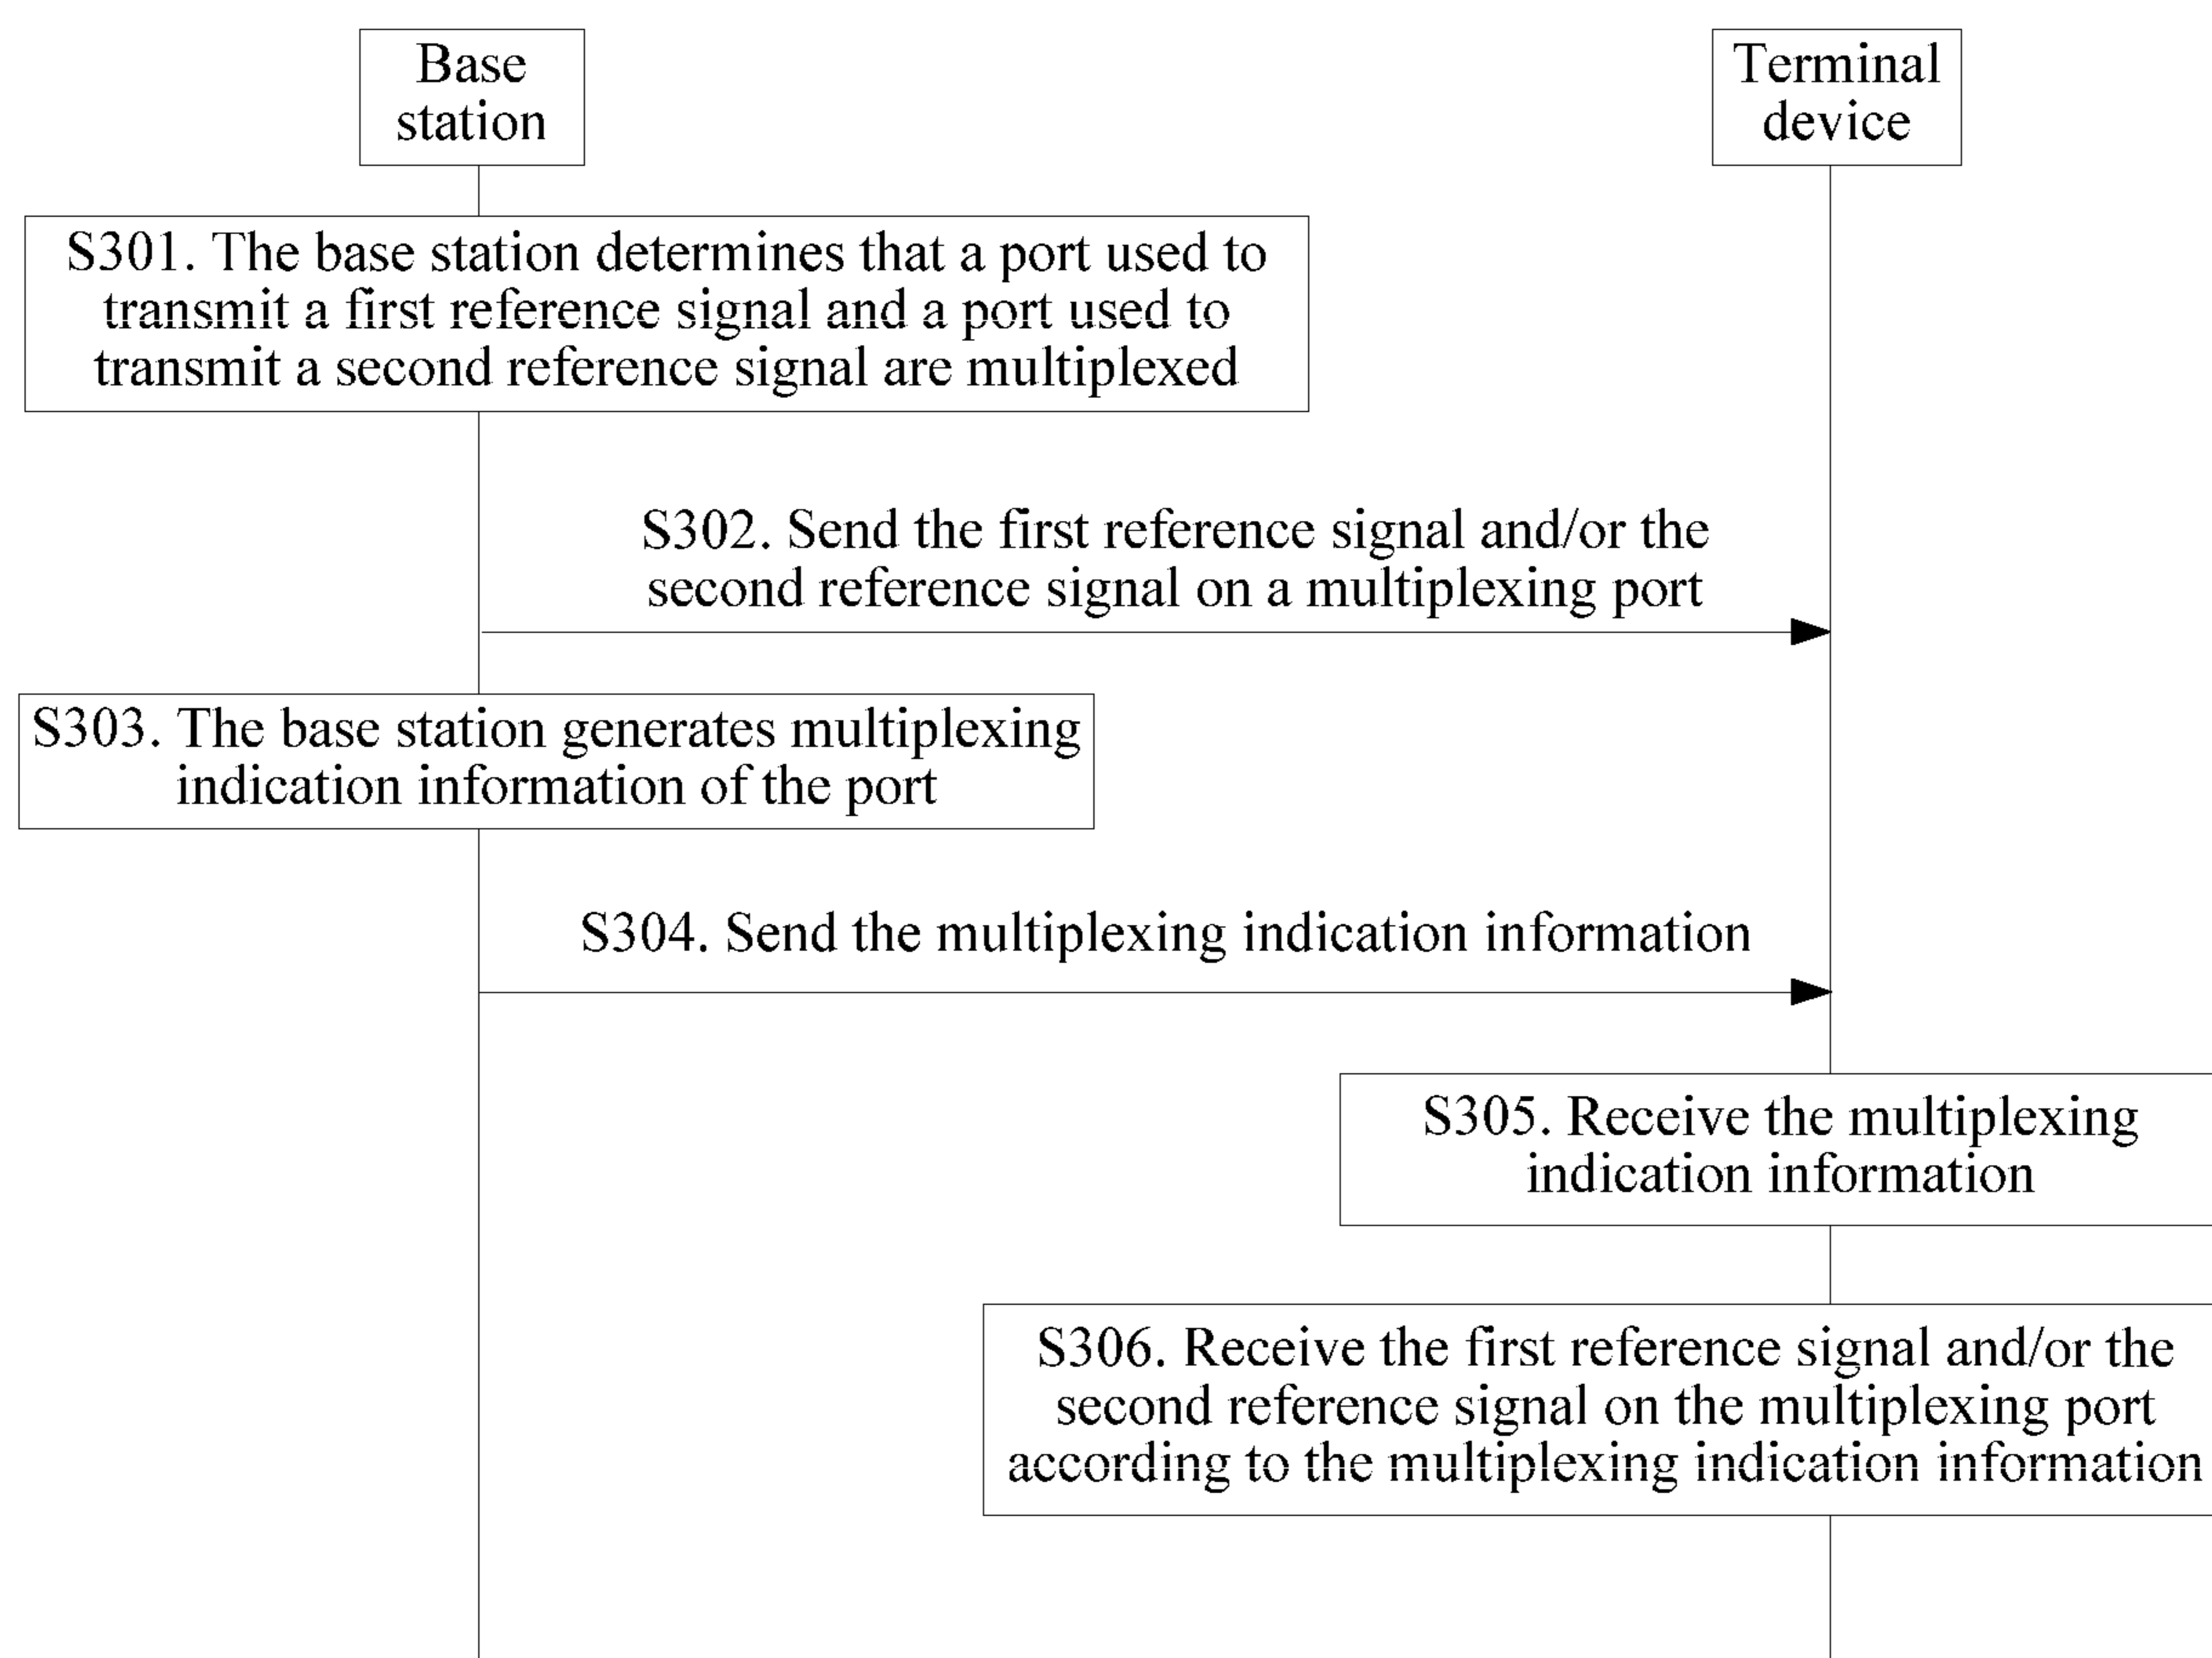 Base
station
Terminal
device
S301. The base station determines that a port used to
transmit a first reference signal and a port used to
transmit a second reference signal are multiplexed
S302. Send the first reference signal and/or the
second reference signal on a multiplexing port
S303. The base station generates multiplexing
indication information of the port
S304. Send the multiplexing indication information
S305. Receive the multiplexing
indication information
S306. Receive the first reference signal and/or the
second reference signal on the multiplexing port
according to the multiplexing indication information